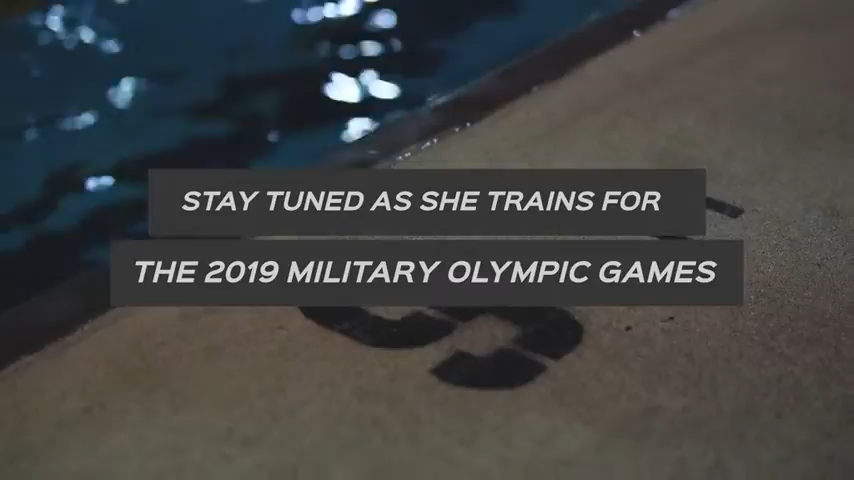 STAY TUNED AS SHE TRAINS FOR
THE 2019 MILITARY OLYMPIC GAMES